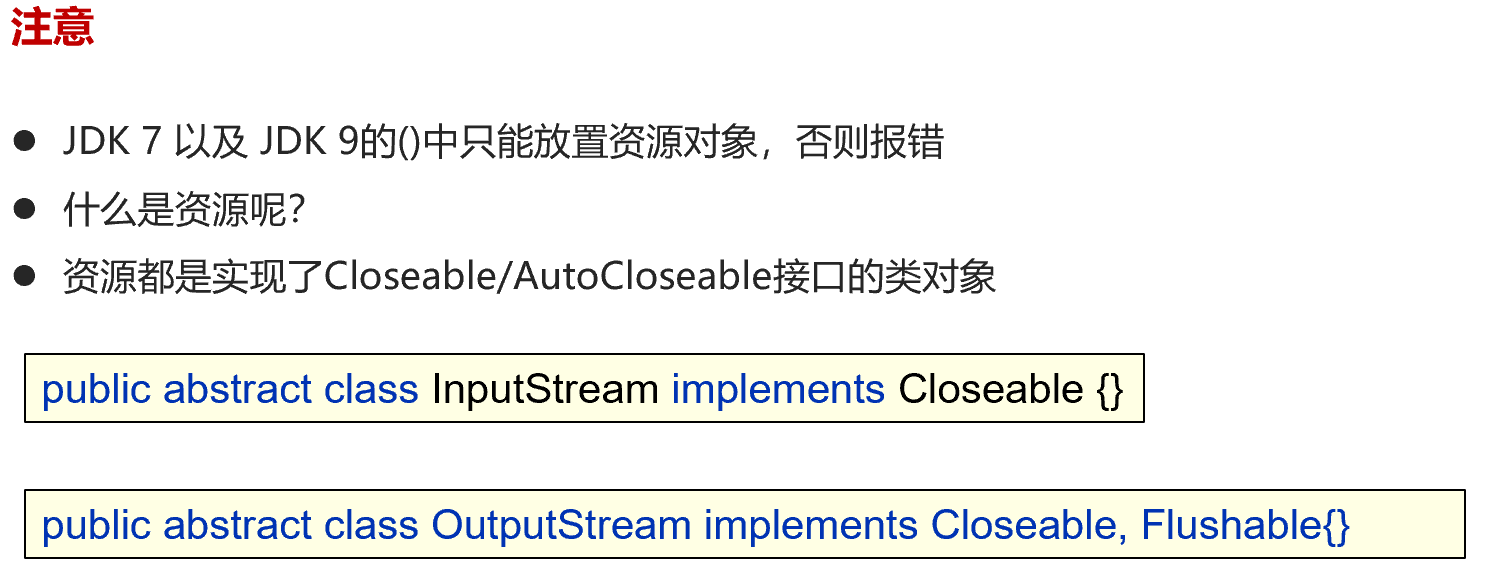 注意
● JDK 7 以及 JDK 9的()中只能放置资源对象，否则报错
● 什么是资源呢？
● 资源都是实现了Closeable/AutoCloseable接口的类对象
public abstract class InputStream implements Closeable {}
public abstract class OutputStream implements Closeable, Flushable{}